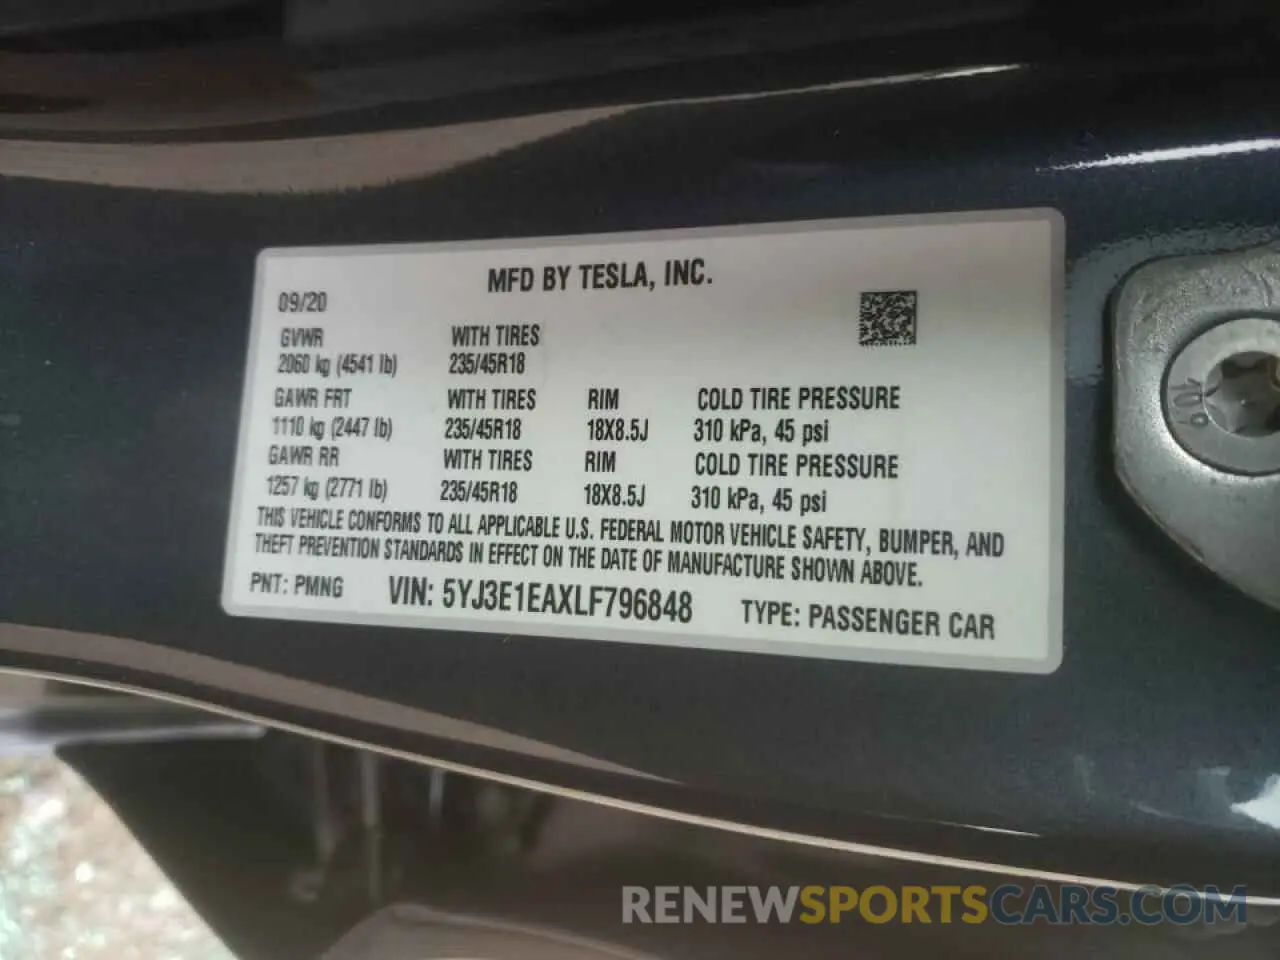 MFD BY TESLA, INC.
09/20
GVWR WITH TIRES
2060 kg (4541 lb) 235/45R18
GAWR FRT WITH TIRES RIM COLD TIRE PRESSURE
1110 kg (2447 lb) 235/45R18 18X8.5J 310 kPa, 45 psi
GAWR RR WITH TIRES RIM COLD TIRE PRESSURE
1257 kg (2771 lb) 235/45R18 18X8.5J 310 kPa, 45 psi
THIS VEHICLE CONFORMS TO ALL APPLICABLE U.S. FEDERAL MOTOR VEHICLE SAFETY, BUMPER, AND
THEFT PREVENTION STANDARDS IN EFFECT ON THE DATE OF MANUFACTURE SHOWN ABOVE.
PNT: PMNG VIN: 5YJ3E1EAXLF796848 TYPE: PASSENGER CAR
RENEWSPORTSCARS.COM